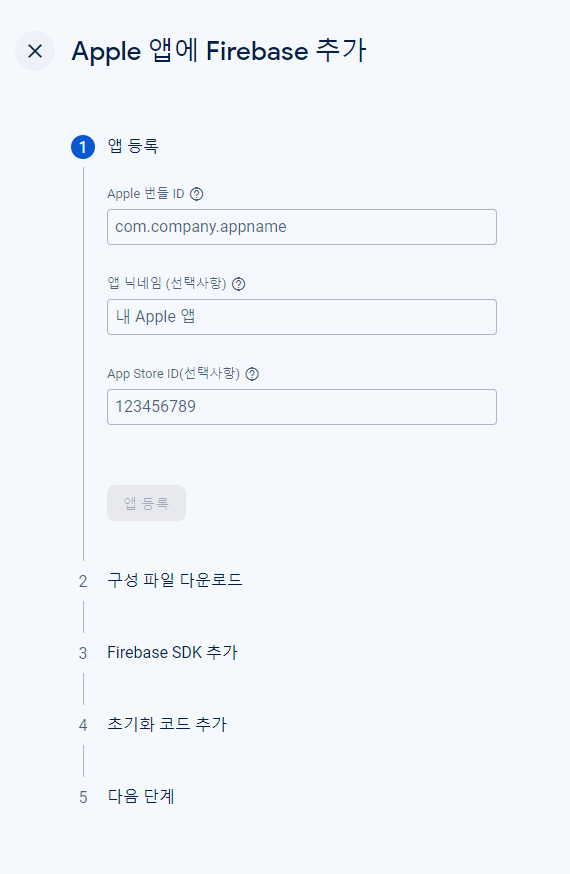 Apple 앱에 Firebase 추가
1 앱 등록
Apple 번들 ID
com.company.appname
앱 닉네임 (선택사항)
내 Apple 앱
App Store ID(선택사항)
123456789
앱 등록
2 구성 파일 다운로드
3 Firebase SDK 추가
4 초기화 코드 추가
5 다음 단계